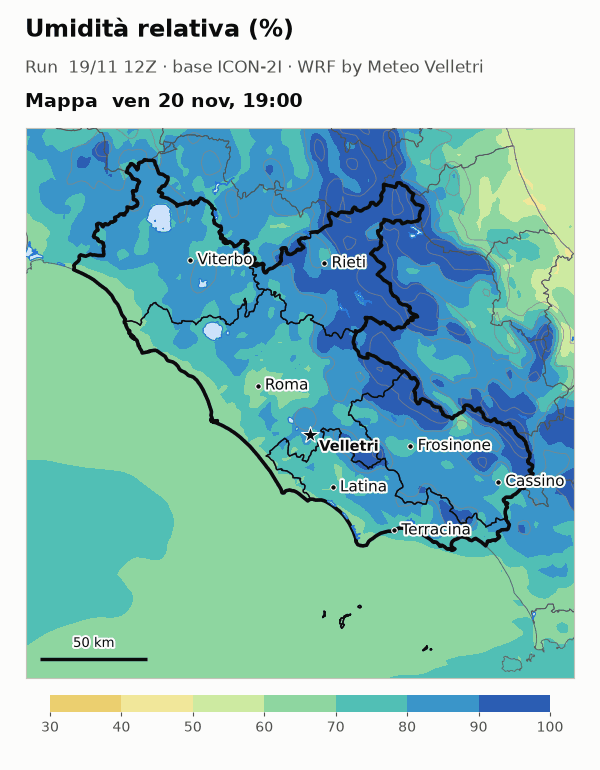 Umidità relativa (%)
Run  19/11 12Z · base ICON-2I · WRF by Meteo Velletri
Mappa  ven 20 nov, 19:00
Viterbo
Rieti
Roma
Velletri
Frosinone
Latina
Cassino
Terracina
50 km
30 40 50 60 70 80 90 100